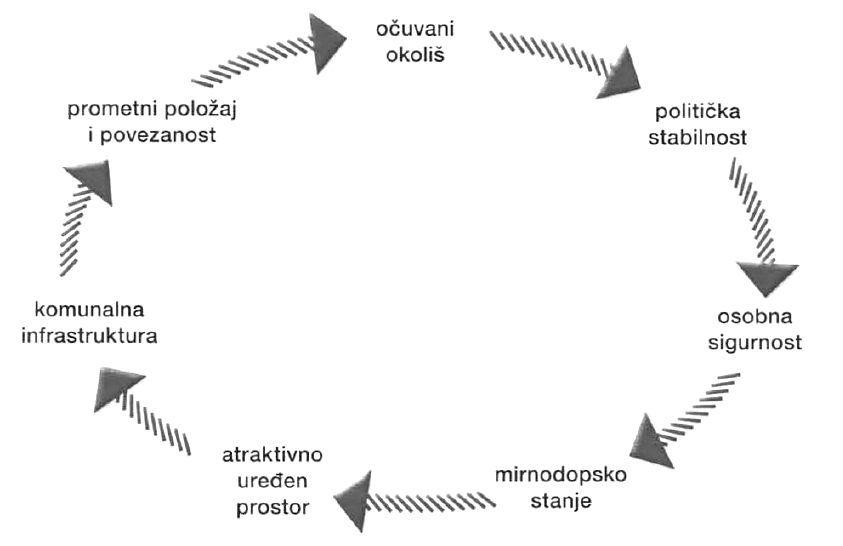 očuvani
okoliš
politička
stabilnost
osobna
sigurnost
mirnodopsko
stanje
atraktivno
uređen
prostor
komunalna
infrastruktura
prometni položaj
i povezanost